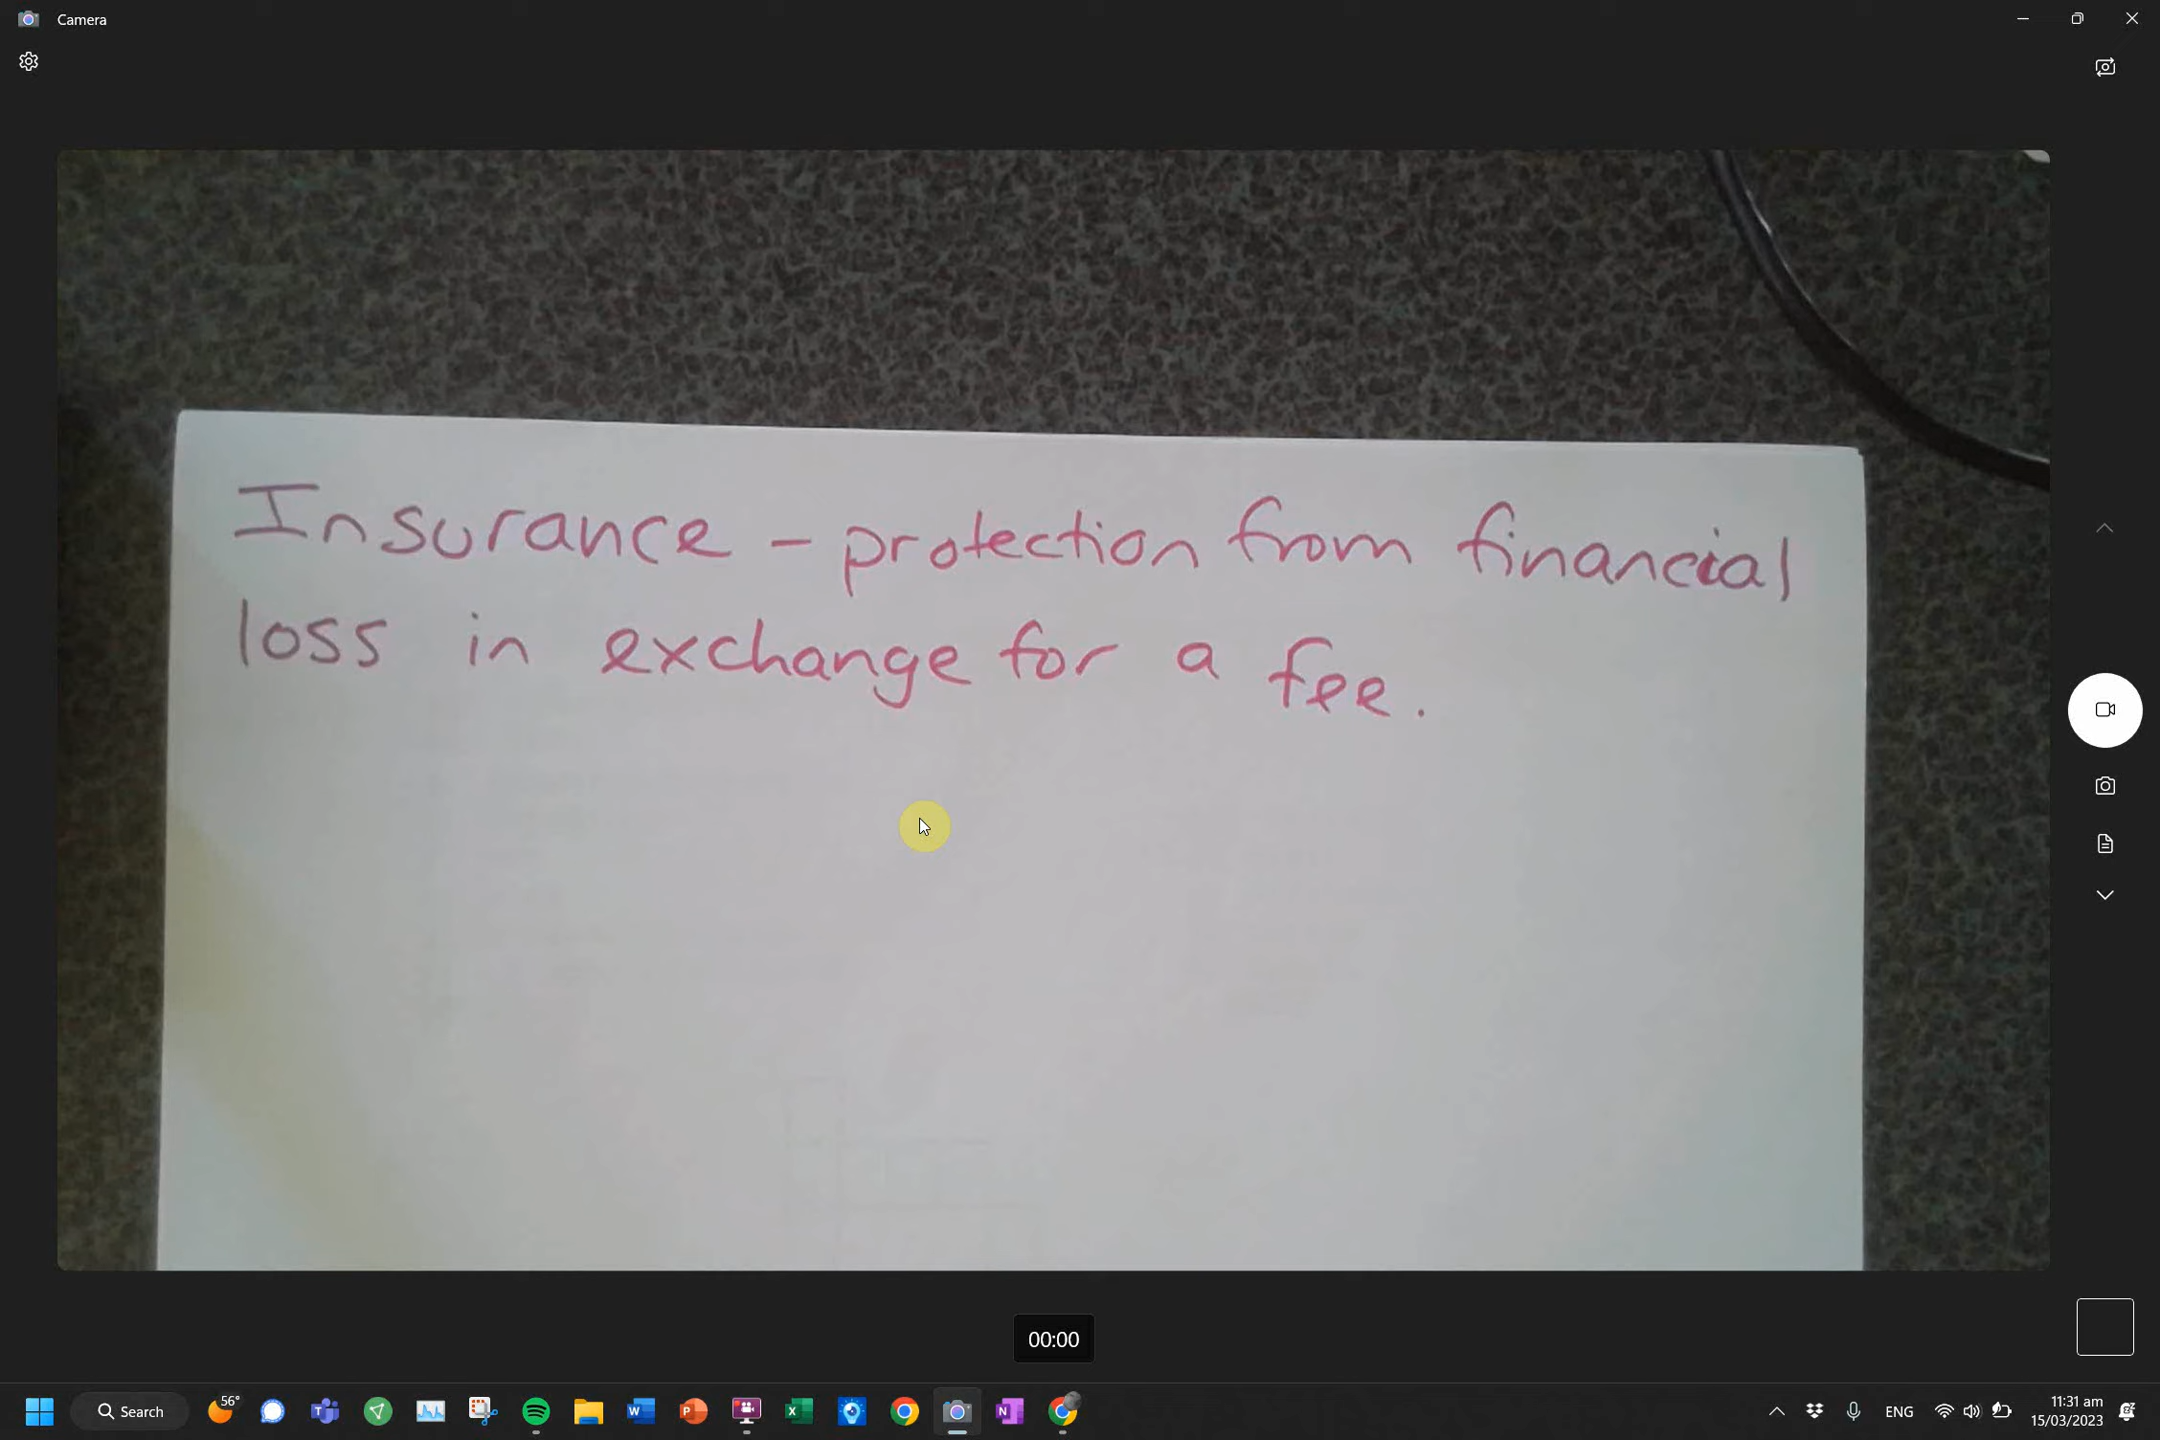 Camera
Insurance - protection from financial
loss in exchange for a fee.
00:00
56°
Search
ENG
11:31 am
15/03/2023